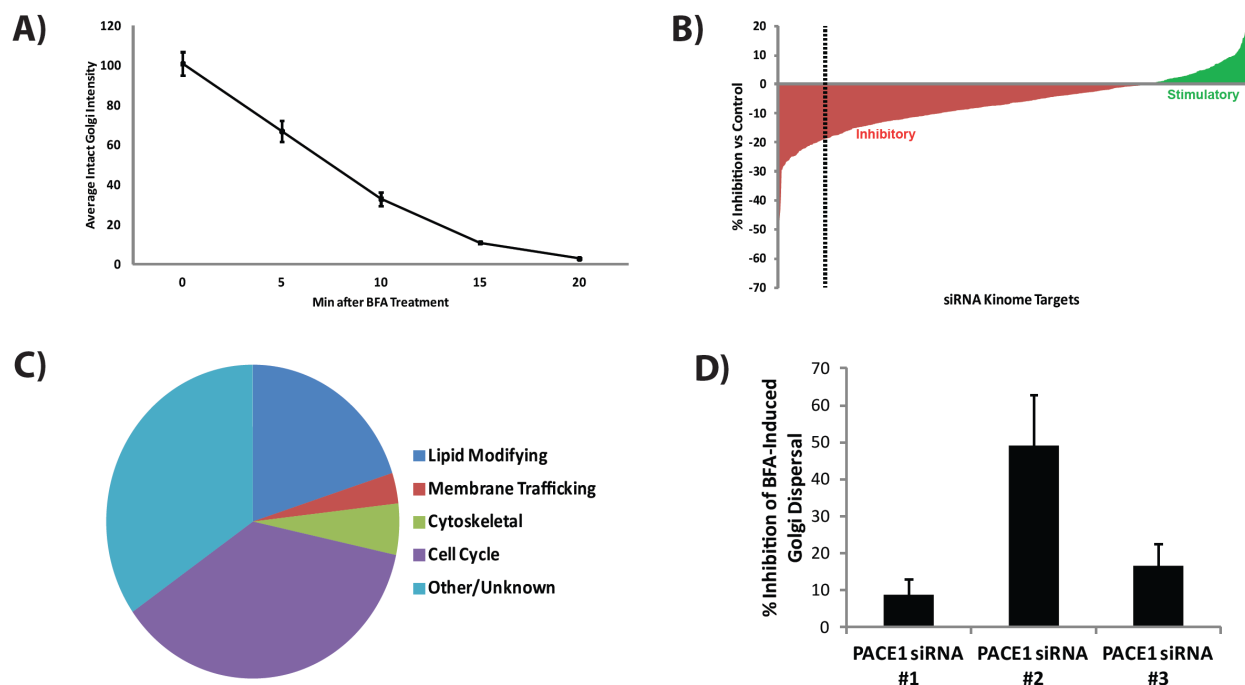 A)
120
100
80
60
40
20
0
Average Intact Golgi Intensity
0 5 10 15 20
Min after BFA Treatment
B)
20
10
0
-10
-20
-30
-40
-50
-60
-70
% Inhibition vs Control
Stimulatory
Inhibitory
siRNA Kinome Targets
C)
Lipid Modifying
Membrane Trafficking
Cytoskeletal
Cell Cycle
Other/Unknown
D)
70
60
50
40
30
20
10
0
% Inhibition of BFA-Induced
Golgi Dispersal
PACE1 siRNA PACE1 siRNA PACE1 siRNA
#1 #2 #3